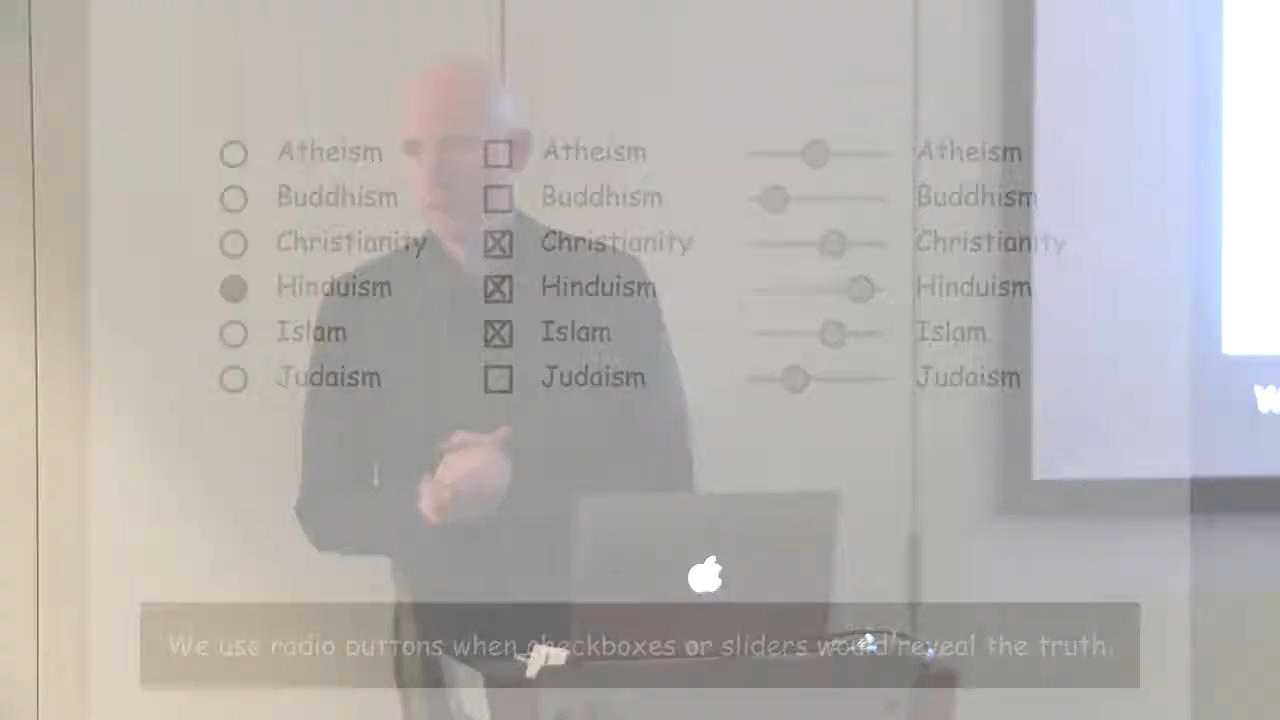 Atheism Atheism Atheism
Buddhism Buddhism Buddhism
Christianity Christianity Christianity
Hinduism Hinduism Hinduism
Islam Islam Islam
Judaism Judaism Judaism
We use radio buttons when checkboxes or sliders would reveal the truth.